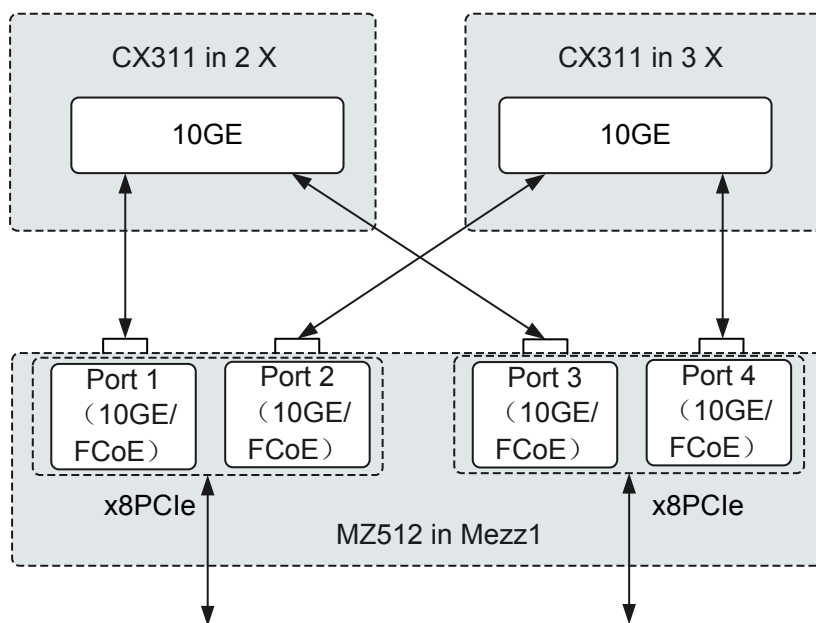 CX311 in 2 X
CX311 in 3 X
10GE
10GE
Port 1
（10GE/
FCoE）
Port 2
（10GE/
FCoE）
Port 3
（10GE/
FCoE）
Port 4
（10GE/
FCoE）
x8PCIe
x8PCIe
MZ512 in Mezz1